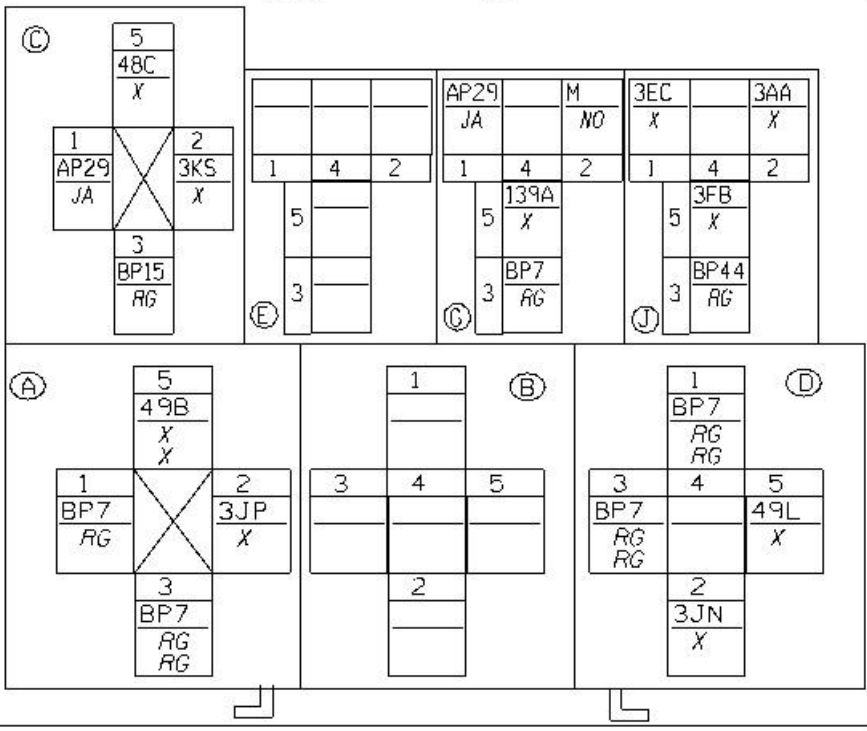 C
5
48C
X
1
AP29
JA
2
3KS
X
3
BP15
RG
1 4 2
5
3
E
AP29
JA
M
NO
1 4 2
5
139A
X
3
BP7
RG
G
3EC
X
3AA
X
1 4 2
5
3FB
X
3
BP44
RG
J
A
5
49B
X
X
1
BP7
RG
2
3JP
X
3
BP7
RG
RG
B
1
3 4 5
2
D
1
BP7
RG
RG
3
BP7
RG
RG
4
5
49L
X
2
3JN
X